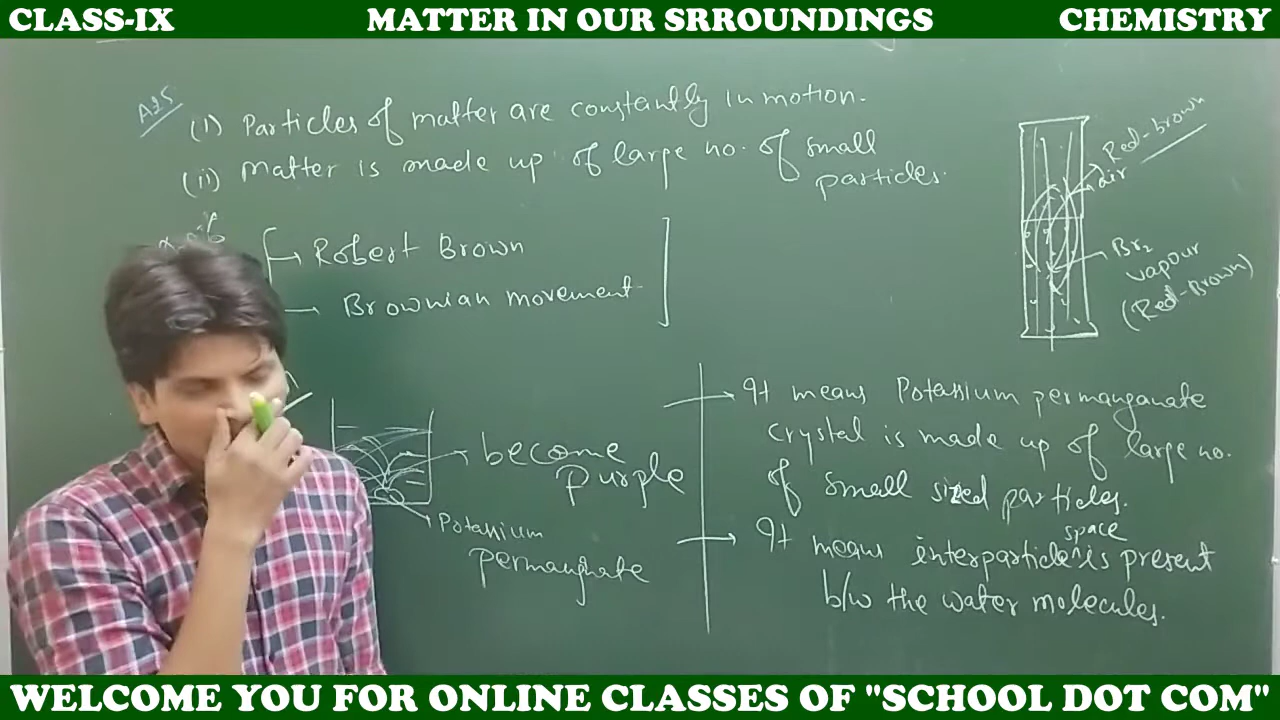 CLASS-IX MATTER IN OUR SRROUNDINGS CHEMISTRY
A25
(i) Particles of matter are constantly in motion.
(ii) Matter is made up of large no. of small
particles.
Robert Brown
Brownian movement
Red-brown
air
Br₂
vapour
(Red-Brown)
become
purple
Potassium
permanghate
It means Potassium permanganate
crystal is made up of large no.
of small sized particles.
It means interparticle space is present
b/w the water molecules.
WELCOME YOU FOR ONLINE CLASSES OF "SCHOOL DOT COM"